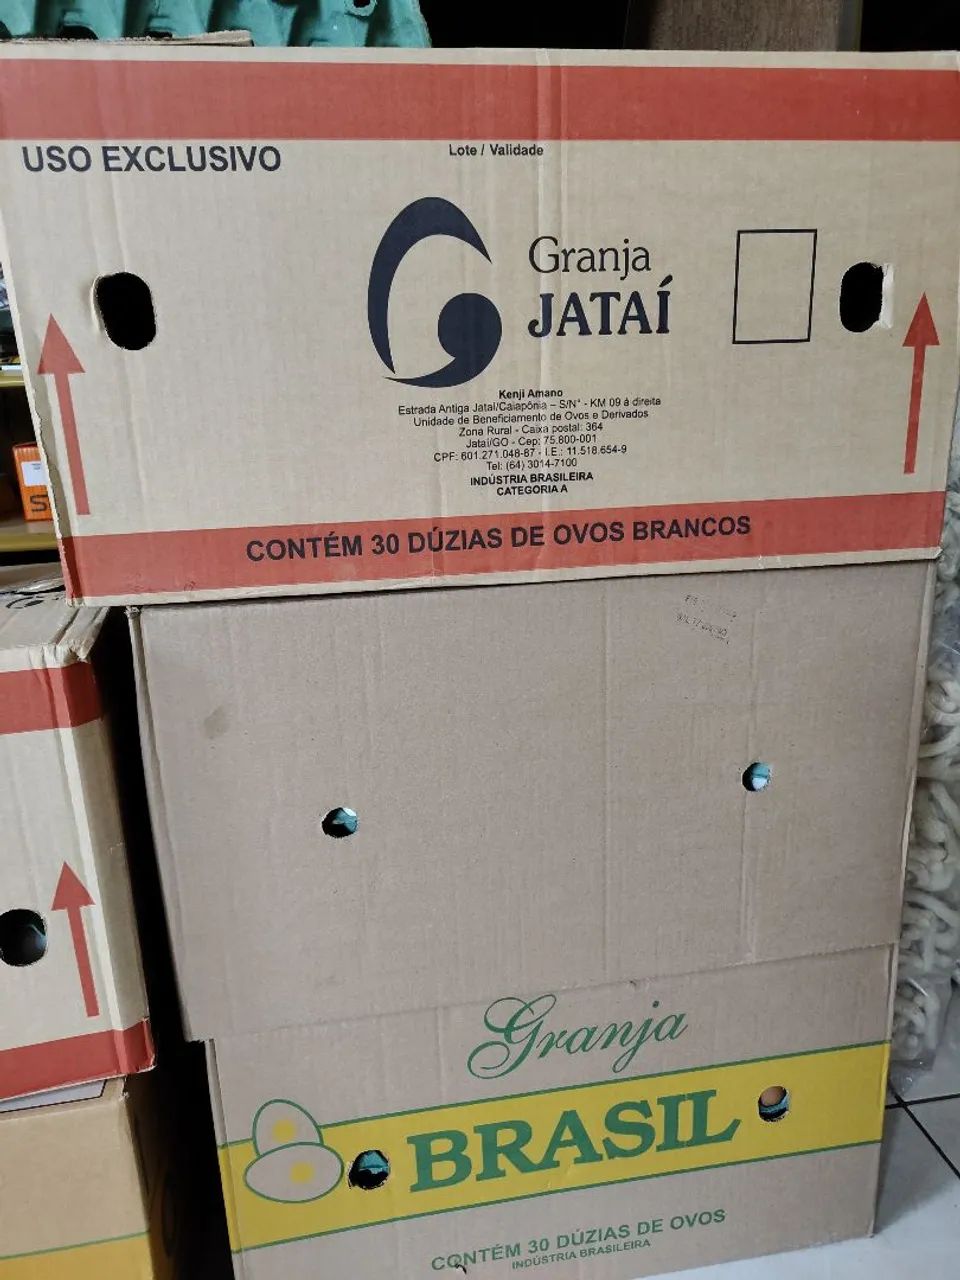 USO EXCLUSIVO
Lote / Validade
Granja
JATAÍ
Kenji Amano
Estrada Antiga Jataí/Caiapônia – S/N° - KM 09 á direita
Unidade de Beneficiamento de Ovos e Derivados
Zona Rural - Caixa postal: 364
Jataí/GO - Cep: 75.800-001
CPF: 601.271.048-87 - I.E.: 11.518.654-9
Tel: (64) 3014-7100
INDÚSTRIA BRASILEIRA
CATEGORIA A
CONTÉM 30 DÚZIAS DE OVOS BRANCOS
Granja
BRASIL
CONTÉM 30 DÚZIAS DE OVOS
INDÚSTRIA BRASILEIRA